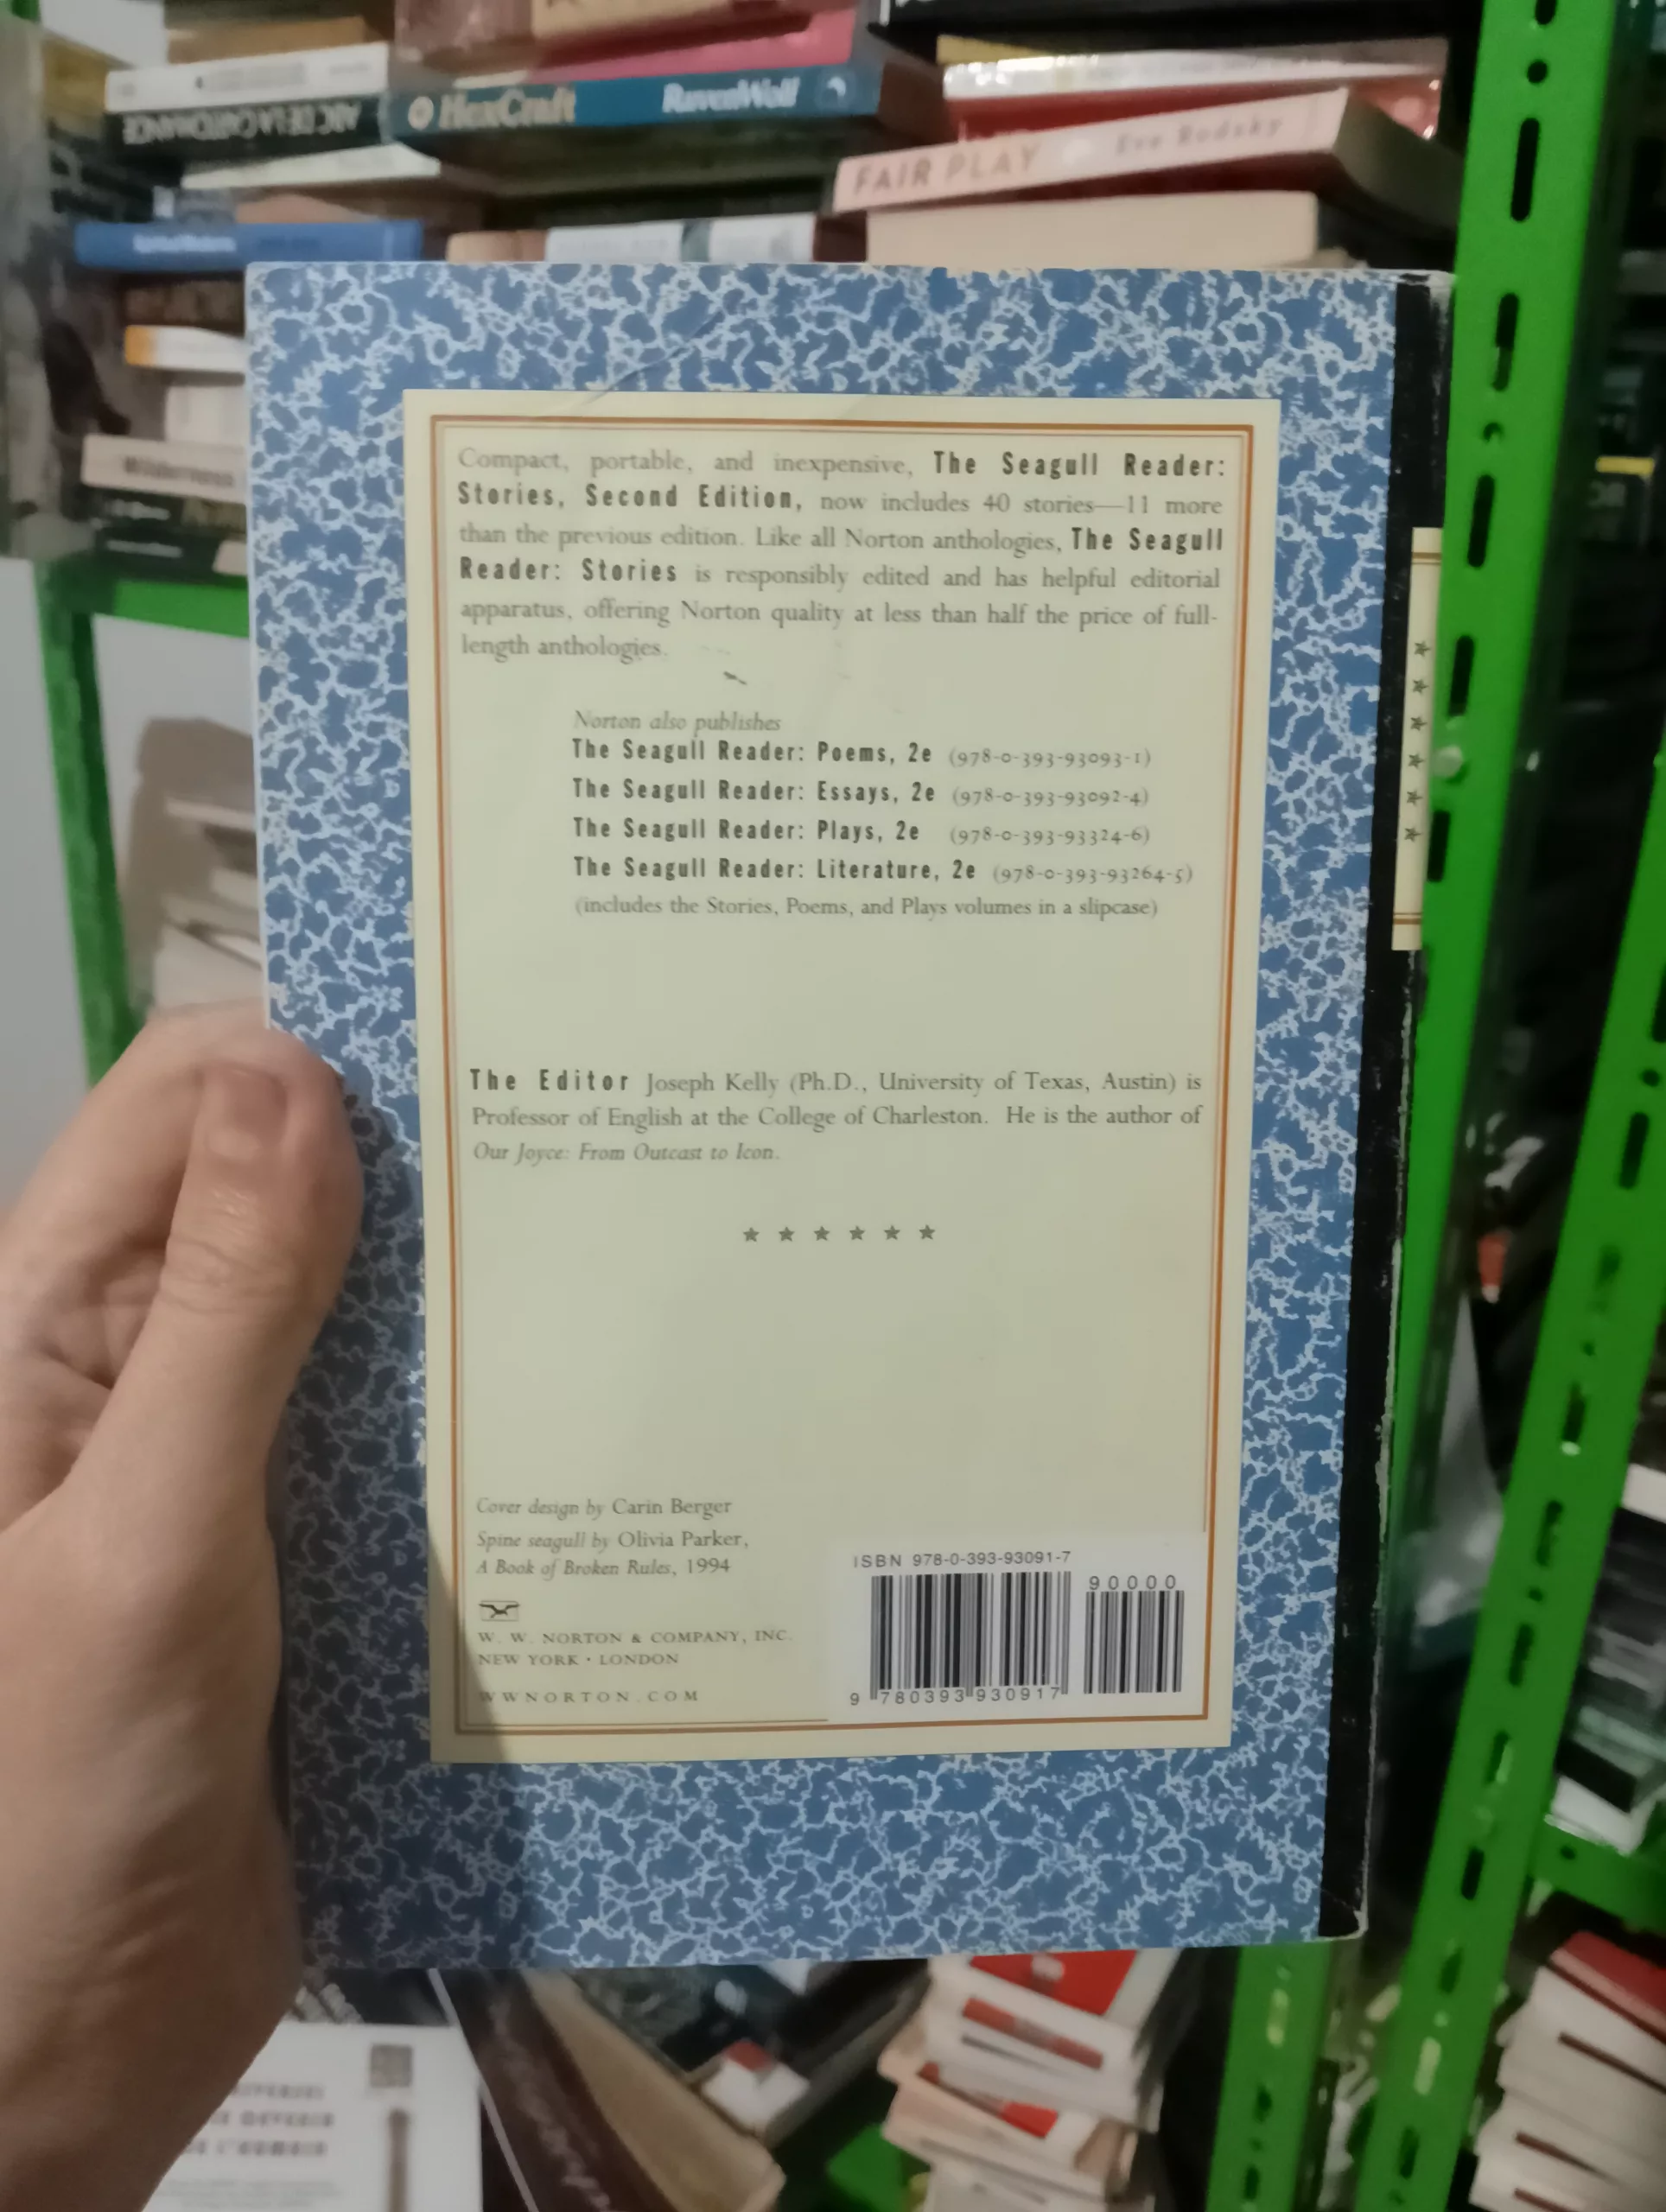 ABC DE LA CARTOMANCIE
HexCraft RavenWolf
FAIR PLAY Eve Rodsky
Wilderness
Compact, portable, and inexpensive, The Seagull Reader:
Stories, Second Edition, now includes 40 stories—11 more
than the previous edition. Like all Norton anthologies, The Seagull
Reader: Stories is responsibly edited and has helpful editorial
apparatus, offering Norton quality at less than half the price of full-
length anthologies.
Norton also publishes
The Seagull Reader: Poems, 2e (978-0-393-93093-1)
The Seagull Reader: Essays, 2e (978-0-393-93092-4)
The Seagull Reader: Plays, 2e (978-0-393-93324-6)
The Seagull Reader: Literature, 2e (978-0-393-93264-5)
(includes the Stories, Poems, and Plays volumes in a slipcase)
The Editor Joseph Kelly (Ph.D., University of Texas, Austin) is
Professor of English at the College of Charleston. He is the author of
Our Joyce: From Outcast to Icon.
★ ★ ★ ★ ★ ★
Cover design by Carin Berger
Spine seagull by Olivia Parker,
A Book of Broken Rules, 1994
W. W. NORTON & COMPANY, INC.
NEW YORK • LONDON
WWNORTON.COM
ISBN 978-0-393-93091-7
90000
9 780393 930917